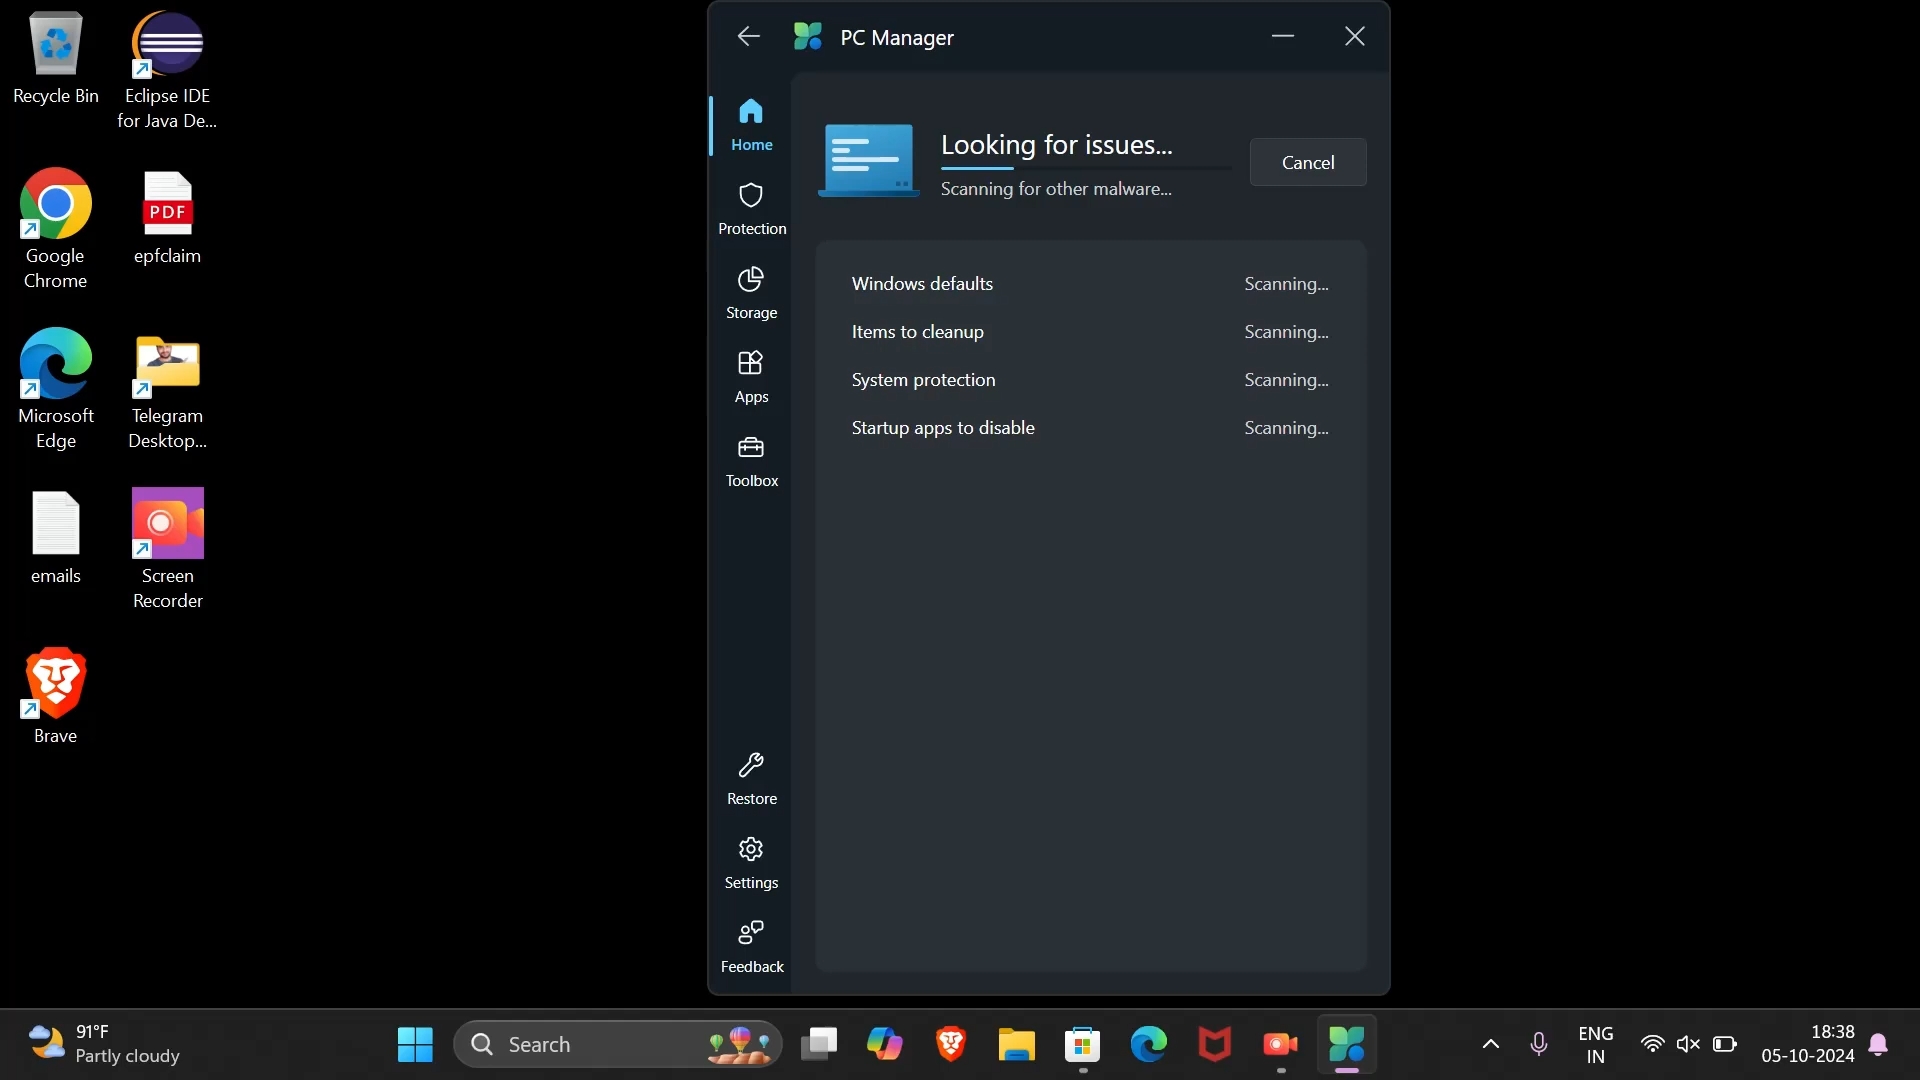 Recycle Bin
Eclipse IDE
for Java De...
Google
Chrome
PDF
epfclaim
Microsoft
Edge
Telegram
Desktop...
emails
Screen
Recorder
Brave
PC Manager
Home
Protection
Storage
Apps
Toolbox
Restore
Settings
Feedback
Looking for issues...
Scanning for other malware...
Cancel
Windows defaults Scanning...
Items to cleanup Scanning...
System protection Scanning...
Startup apps to disable Scanning...
91°F
Partly cloudy
Search
ENG
IN
18:38
05-10-2024